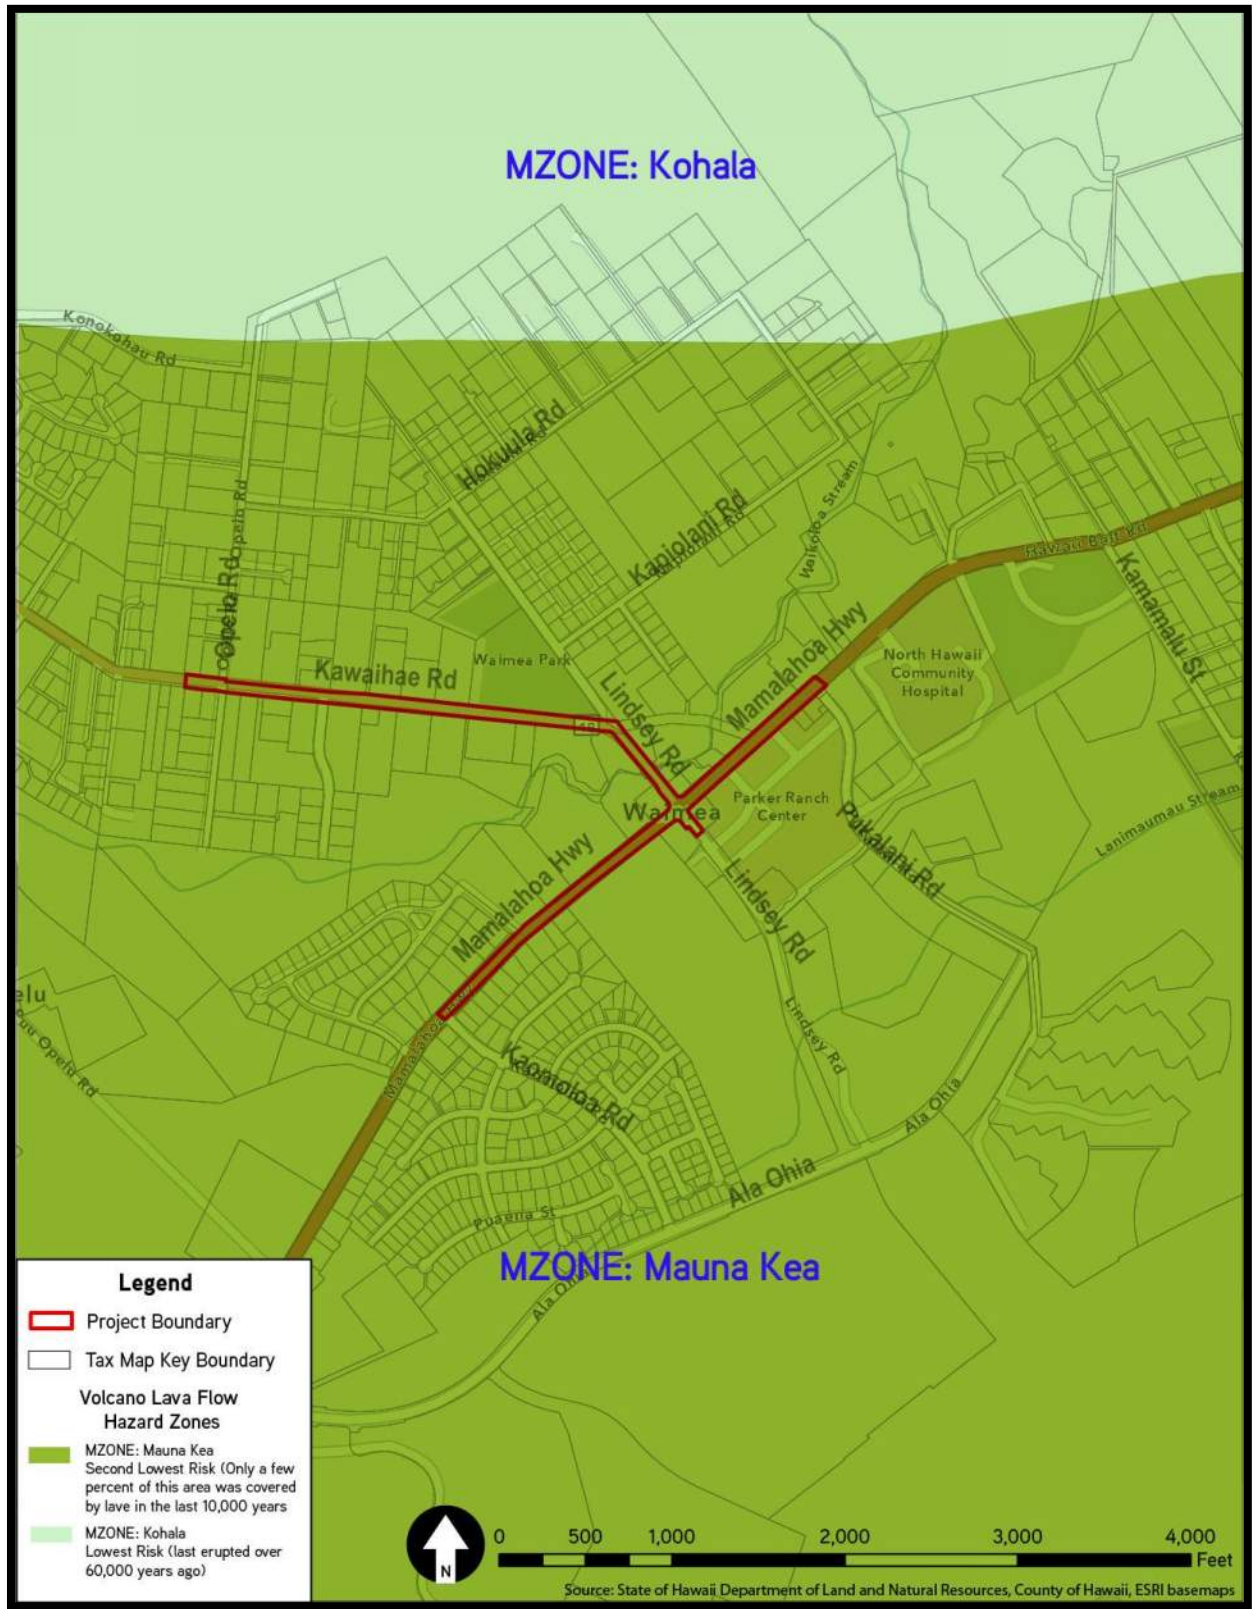 MZONE: Kohala
Konokohau Rd
Hokuula Rd
Opelo Rd
Opelo Rd
Kapiolani Rd
Waikoloa Stream
Hawaii Belt Rd
Kamamalu St
Mamalahoa Hwy
Waimea Park
Kawaihae Rd
Lindsey Rd
North Hawaii
Community
Hospital
Waimea
Parker Ranch
Center
Pukalani Rd
Lanimaumau Stream
Mamalahoa Hwy
Lindsey Rd
elu
Puu Opelu Rd
Mamalahoa Hwy
Lindsey Rd
Kaomoloa Rd
Ala Ohia
Ala Ohia
Puaena St
MZONE: Mauna Kea
Ala Ohia
Legend
Project Boundary
Tax Map Key Boundary
Volcano Lava Flow
Hazard Zones
MZONE: Mauna Kea
Second Lowest Risk (Only a few
percent of this area was covered
by lave in the last 10,000 years
MZONE: Kohala
Lowest Risk (last erupted over
60,000 years ago)
N
0 500 1,000 2,000 3,000 4,000
Feet
Source: State of Hawaii Department of Land and Natural Resources, County of Hawaii, ESRI basemaps